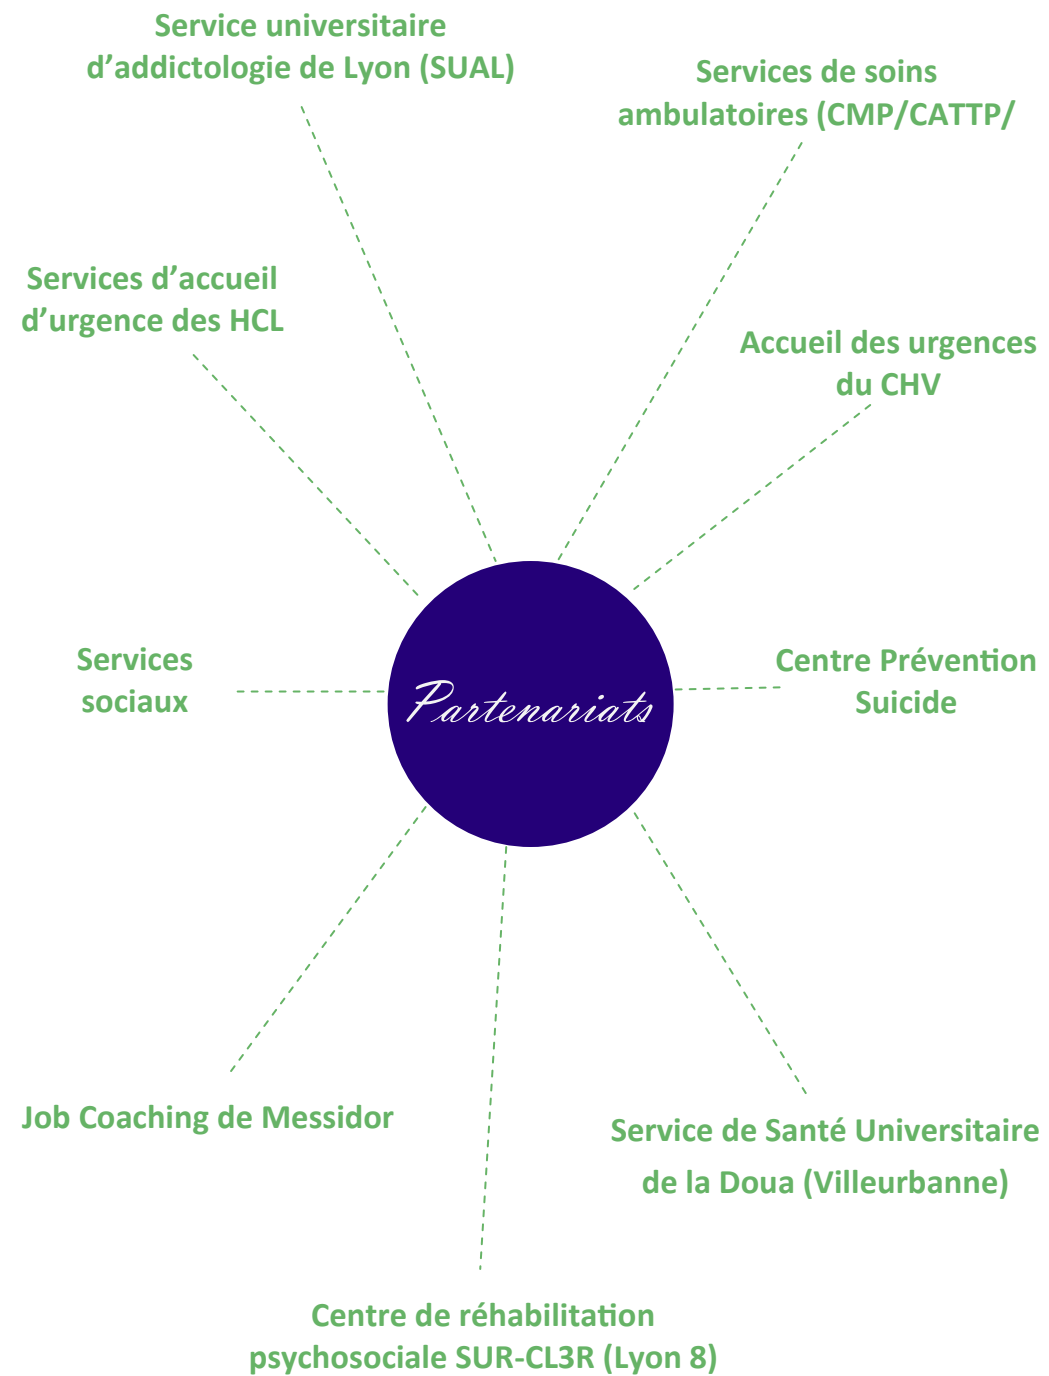 Service universitaire
d’addictologie de Lyon (SUAL)
Services de soins
ambulatoires (CMP/CATTP/
Services d’accueil
d’urgence des HCL
Accueil des urgences
du CHV
Services
sociaux
Partenariats
Centre Prévention
Suicide
Job Coaching de Messidor
Service de Santé Universitaire
de la Doua (Villeurbanne)
Centre de réhabilitation
psychosociale SUR-CL3R (Lyon 8)